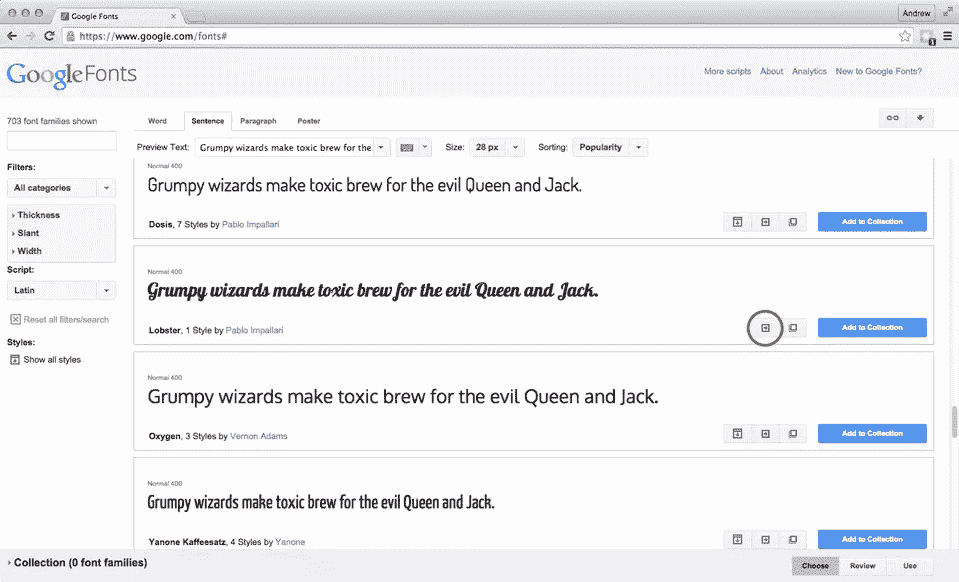 Google Fonts
Andrew
https://www.google.com/fonts#
1
GoogleFonts
More scripts About Analytics New to Google Fonts?
703 font families shown
Word Sentence Paragraph Poster
Preview Text: Grumpy wizards make toxic brew for the Size: 28 px Sorting: Popularity
Filters:
All categories
Thickness
Slant
Width
Script:
Latin
Reset all filters/search
Styles:
Show all styles
Normal 400
Grumpy wizards make toxic brew for the evil Queen and Jack.
Dosis, 7 Styles by Pablo Impallari
Add to Collection
Normal 400
Grumpy wizards make toxic brew for the evil Queen and Jack.
Lobster, 1 Style by Pablo Impallari
Add to Collection
Normal 400
Grumpy wizards make toxic brew for the evil Queen and Jack.
Oxygen, 3 Styles by Vernon Adams
Add to Collection
Normal 400
Grumpy wizards make toxic brew for the evil Queen and Jack.
Yanone Kaffeesatz, 4 Styles by Yanone
Add to Collection
Collection (0 font families)
Choose Review Use